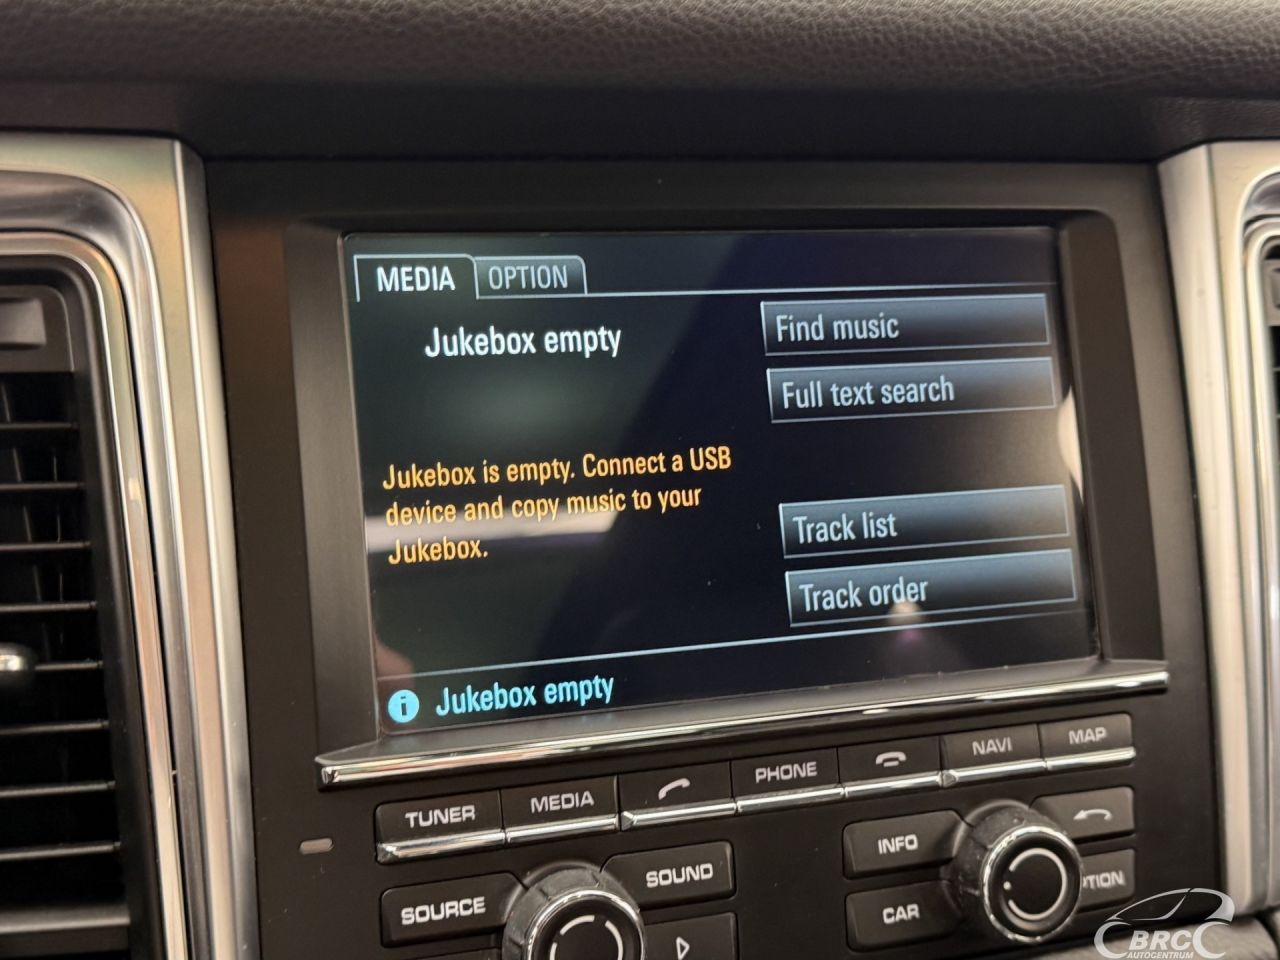 MEDIA
OPTION
Jukebox empty
Find music
Full text search
Jukebox is empty. Connect a USB
device and copy music to your
Jukebox.
Track list
Track order
i Jukebox empty
TUNER
MEDIA
PHONE
NAVI
MAP
SOURCE
SOUND
INFO
CAR
PTION
BRC
AUTOCENTRUM